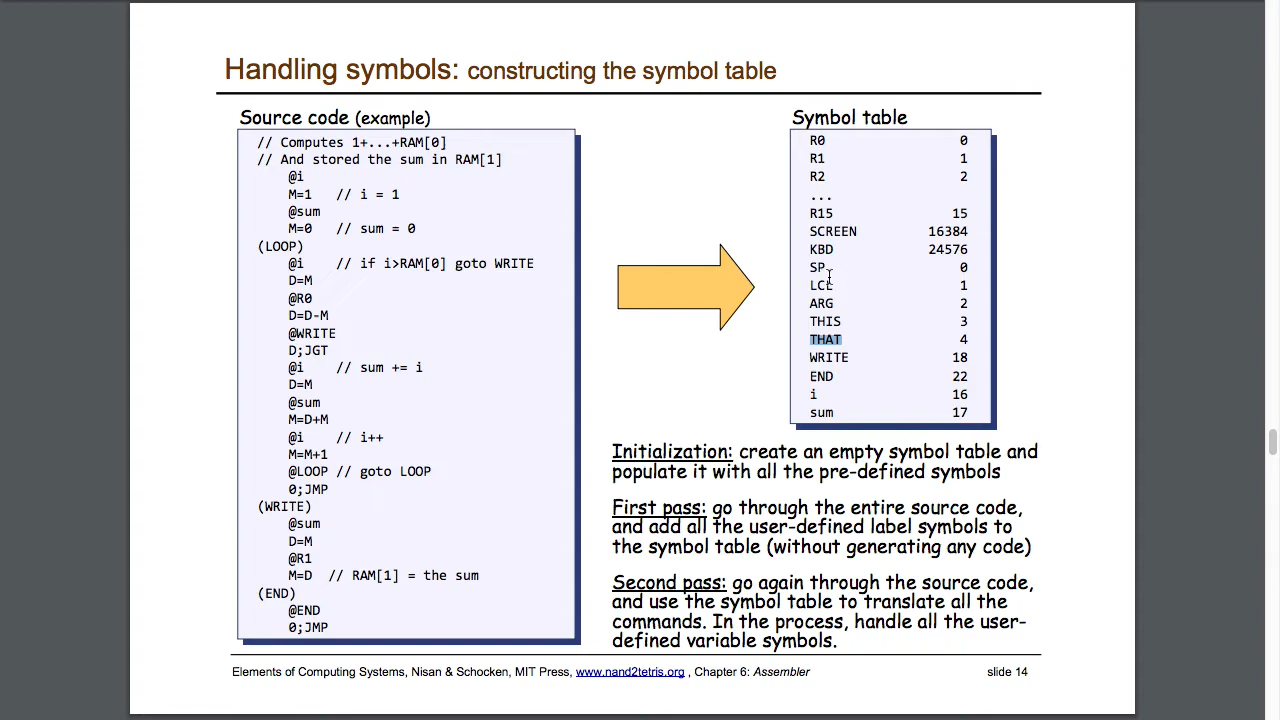 Handling symbols: constructing the symbol table
Source code (example)
// Computes 1+...+RAM[0]
// And stored the sum in RAM[1]
@i
M=1 // i = 1
@sum
M=0 // sum = 0
(LOOP)
@i // if i>RAM[0] goto WRITE
D=M
@R0
D=D-M
@WRITE
D;JGT
@i // sum += i
D=M
@sum
M=D+M
@i // i++
M=M+1
@LOOP // goto LOOP
0;JMP
(WRITE)
@sum
D=M
@R1
M=D // RAM[1] = the sum
(END)
@END
0;JMP
Symbol table
R0 0
R1 1
R2 2
...
R15 15
SCREEN 16384
KBD 24576
SP 0
LCL 1
ARG 2
THIS 3
THAT 4
WRITE 18
END 22
i 16
sum 17
Initialization: create an empty symbol table and
populate it with all the pre-defined symbols
First pass: go through the entire source code,
and add all the user-defined label symbols to
the symbol table (without generating any code)
Second pass: go again through the source code,
and use the symbol table to translate all the
commands. In the process, handle all the user-
defined variable symbols.
Elements of Computing Systems, Nisan & Schocken, MIT Press, www.nand2tetris.org , Chapter 6: Assembler
slide 14